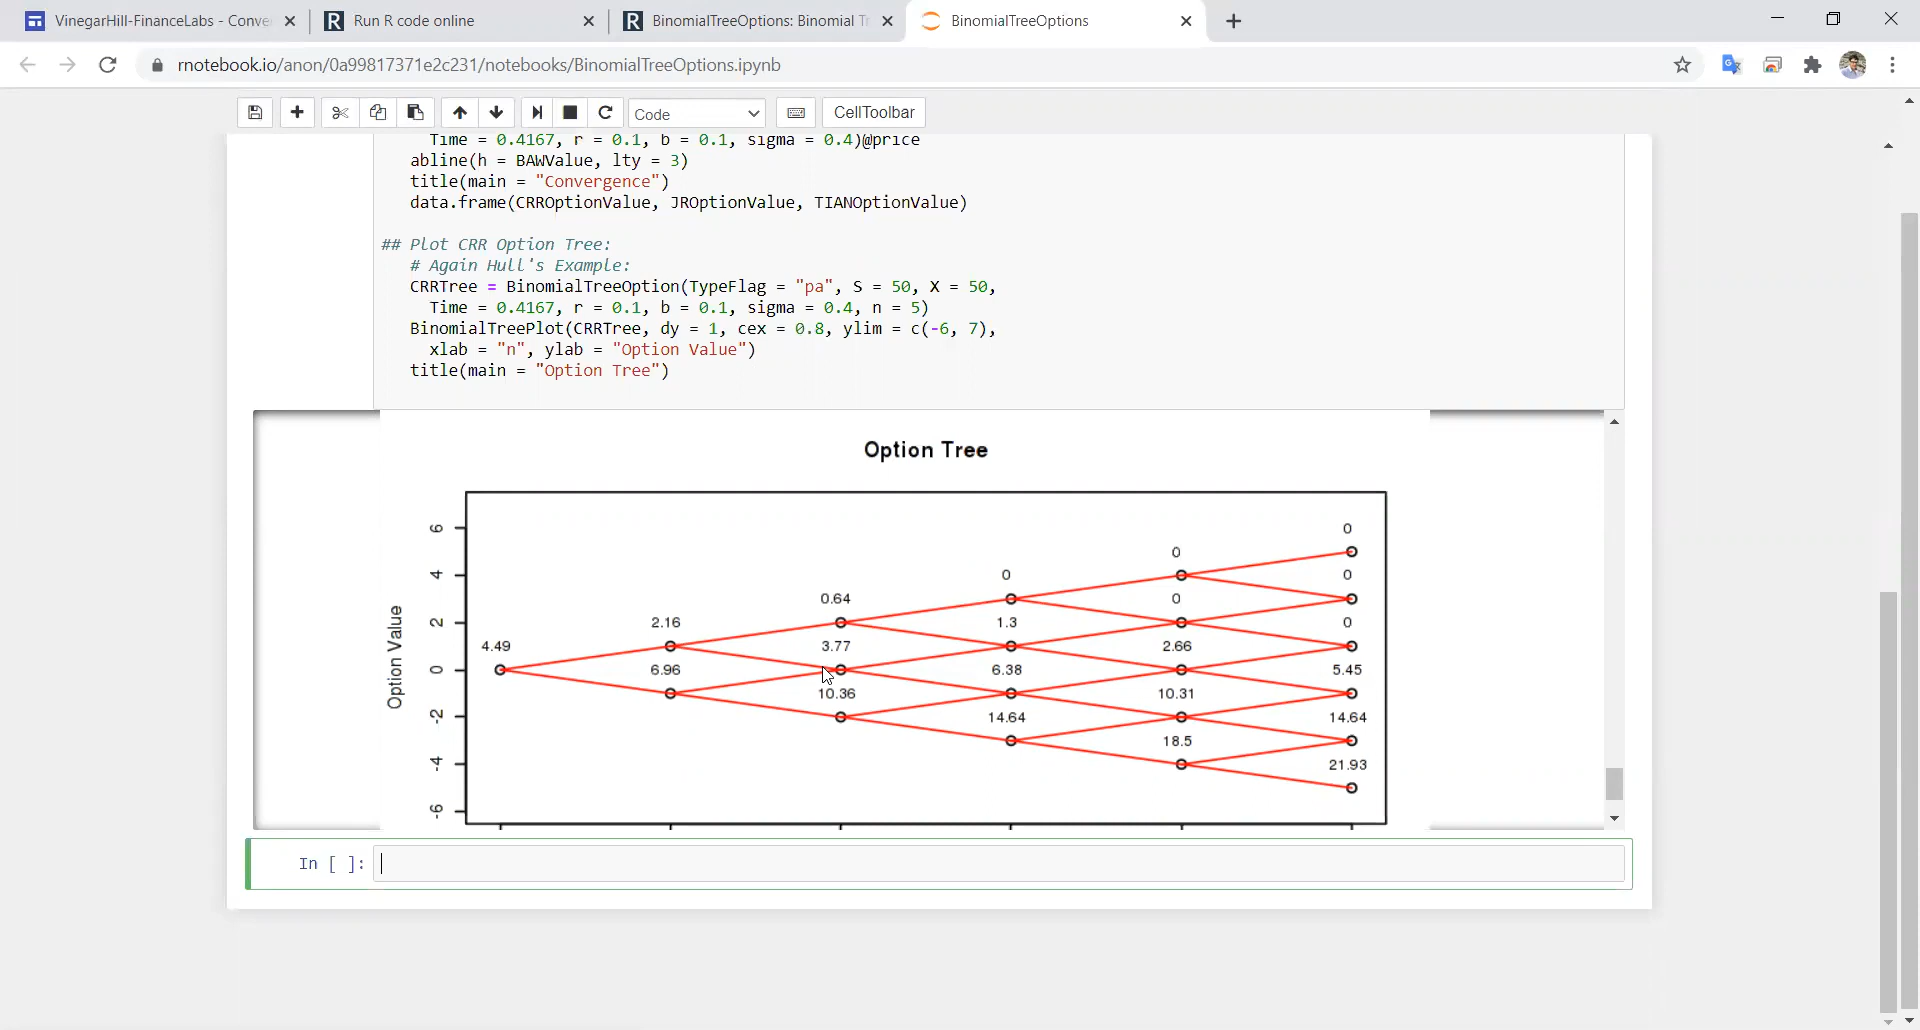 VinegarHill-FinanceLabs - Conve
Run R code online
BinomialTreeOptions: Binomial T
BinomialTreeOptions
rnotebook.io/anon/0a99817371e2c231/notebooks/BinomialTreeOptions.ipynb
Code
CellToolbar
Time = 0.4167, r = 0.1, b = 0.1, sigma = 0.4)@price
abline(h = BAWValue, lty = 3)
title(main = "Convergence")
data.frame(CRROptionValue, JROptionValue, TIANOptionValue)
## Plot CRR Option Tree:
# Again Hull's Example:
CRRTree = BinomialTreeOption(TypeFlag = "pa", S = 50, X = 50,
Time = 0.4167, r = 0.1, b = 0.1, sigma = 0.4, n = 5)
BinomialTreePlot(CRRTree, dy = 1, cex = 0.8, ylim = c(-6, 7),
xlab = "n", ylab = "Option Value")
title(main = "Option Tree")
Option Tree
6 0
0
4 0 0
0.64 0
2 2.16 1.3 0
4.49 3.77 2.66
0 6.96 6.38 5.45
10.36 10.31
-2 14.64 14.64
18.5
-4 21.93
-6
Option Value
In [ ]: